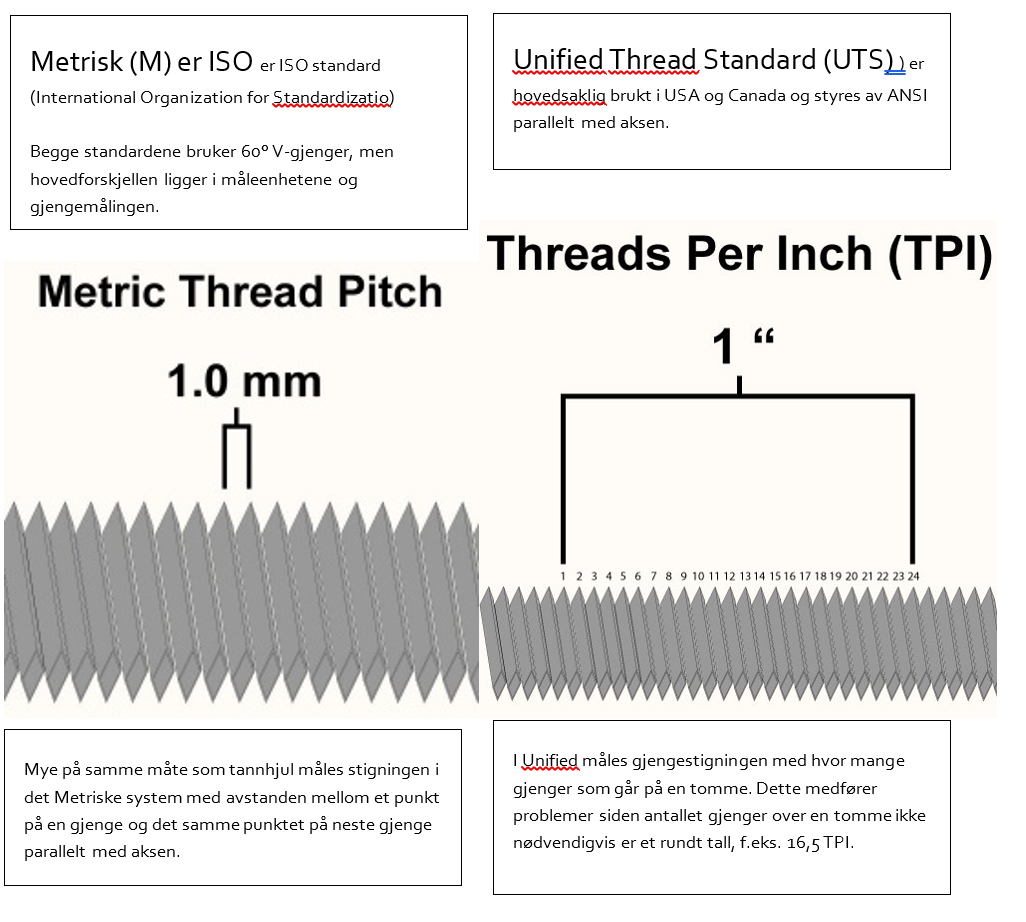 Metrisk (M) er ISO er ISO standard
(International Organization for Standardizatio)
Begge standardene bruker 60° V-gjenger, men
hovedforskjellen ligger i måleenhetene og
gjengemålingen.
Unified Thread Standard (UTS) ) er
hovedsaklig brukt i USA og Canada og styres av ANSI
parallelt med aksen.
Metric Thread Pitch
1.0 mm
Threads Per Inch (TPI)
1 “
1 2 3 4 5 6 7 8 9 10 11 12 13 14 15 16 17 18 19 20 21 22 23 24
Mye på samme måte som tannhjul måles stigningen i
det Metriske system med avstanden mellom et punkt
på en gjenge og det samme punktet på neste gjenge
parallelt med aksen.
I Unified måles gjengestigningen med hvor mange
gjenger som går på en tomme. Dette medfører
problemer siden antallet gjenger over en tomme ikke
nødvendigvis er et rundt tall, f.eks. 16,5 TPI.